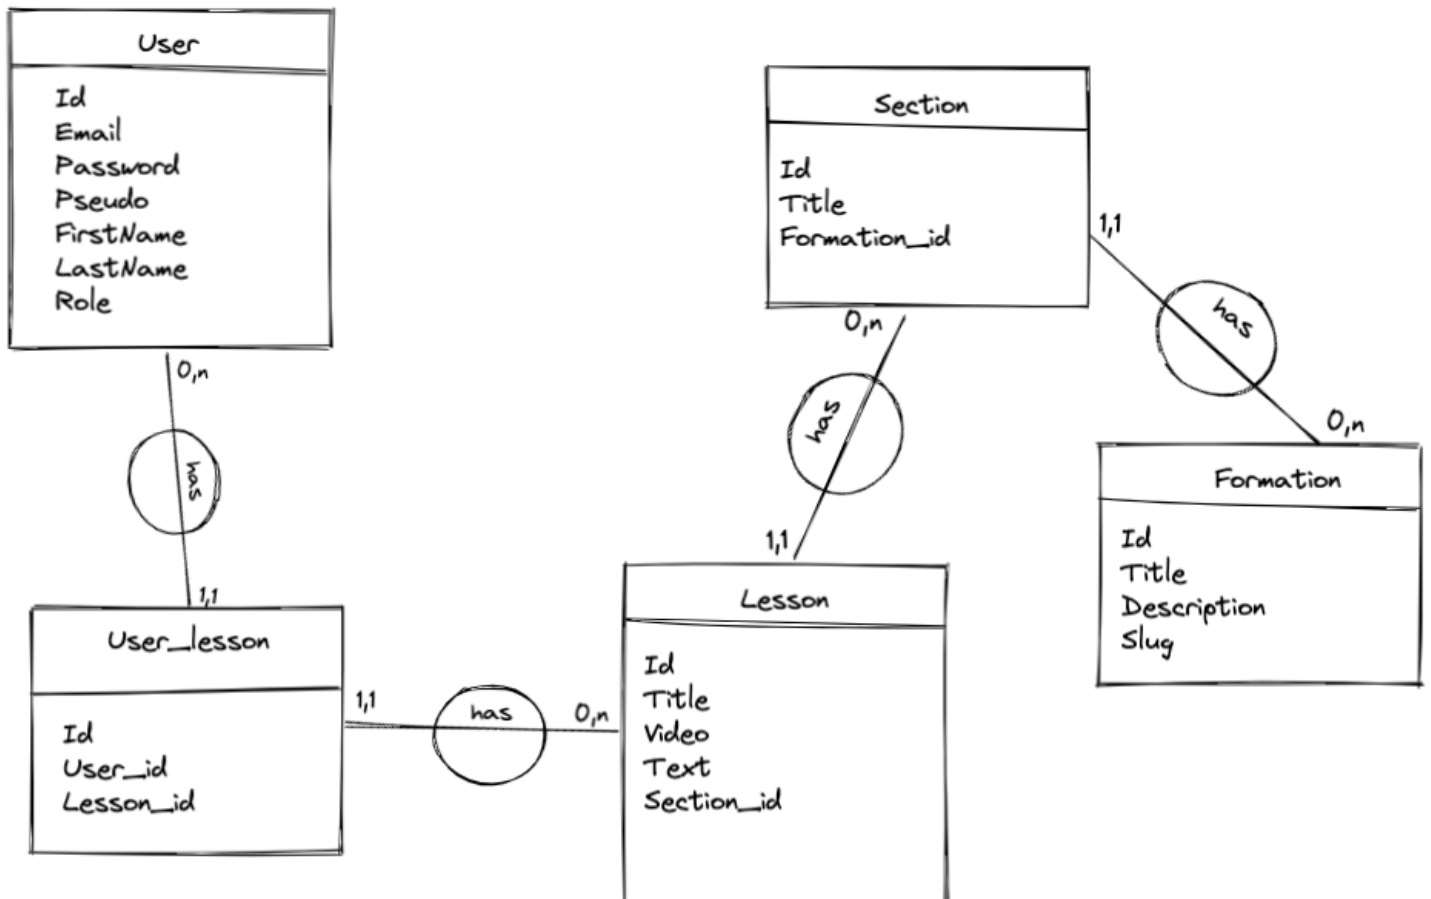 User
Id
Email
Password
Pseudo
FirstName
LastName
Role
0,n
has
1,1
User_lesson
Id
User_id
Lesson_id
1,1
has
0,n
Section
Id
Title
Formation_id
0,n
has
1,1
Lesson
Id
Title
Video
Text
Section_id
1,1
has
0,n
Formation
Id
Title
Description
Slug